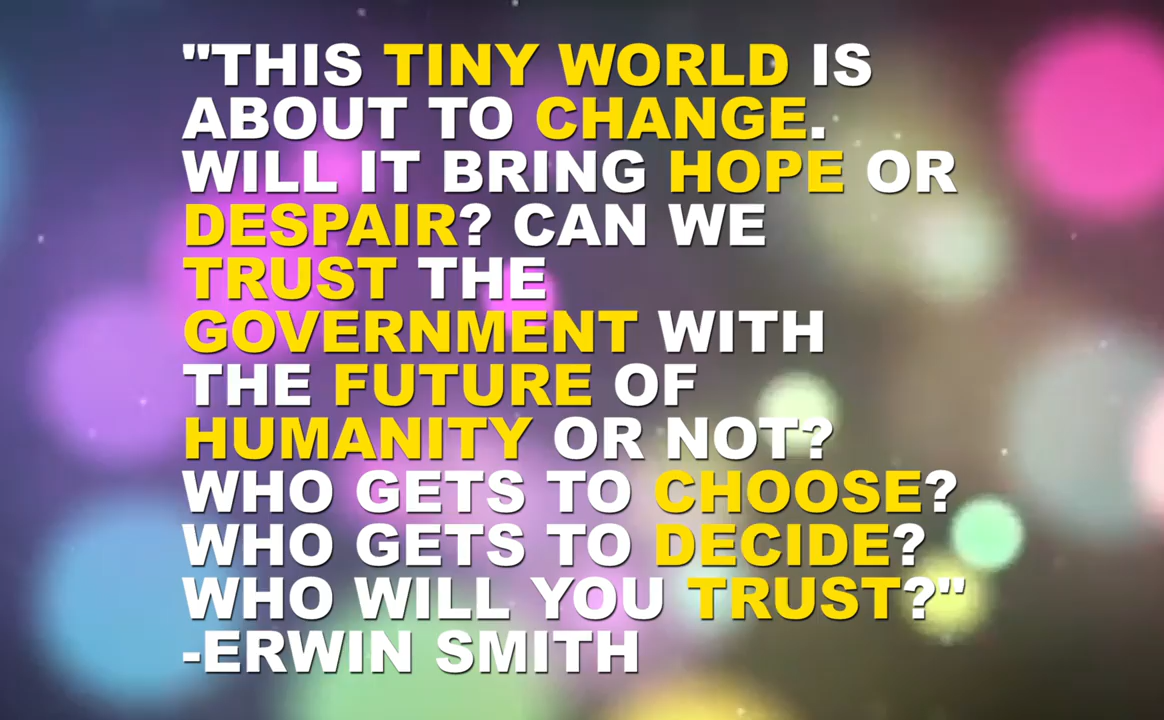 "THIS TINY WORLD IS
ABOUT TO CHANGE.
WILL IT BRING HOPE OR
DESPAIR? CAN WE
TRUST THE
GOVERNMENT WITH
THE FUTURE OF
HUMANITY OR NOT?
WHO GETS TO CHOOSE?
WHO GETS TO DECIDE?
WHO WILL YOU TRUST?"
-ERWIN SMITH